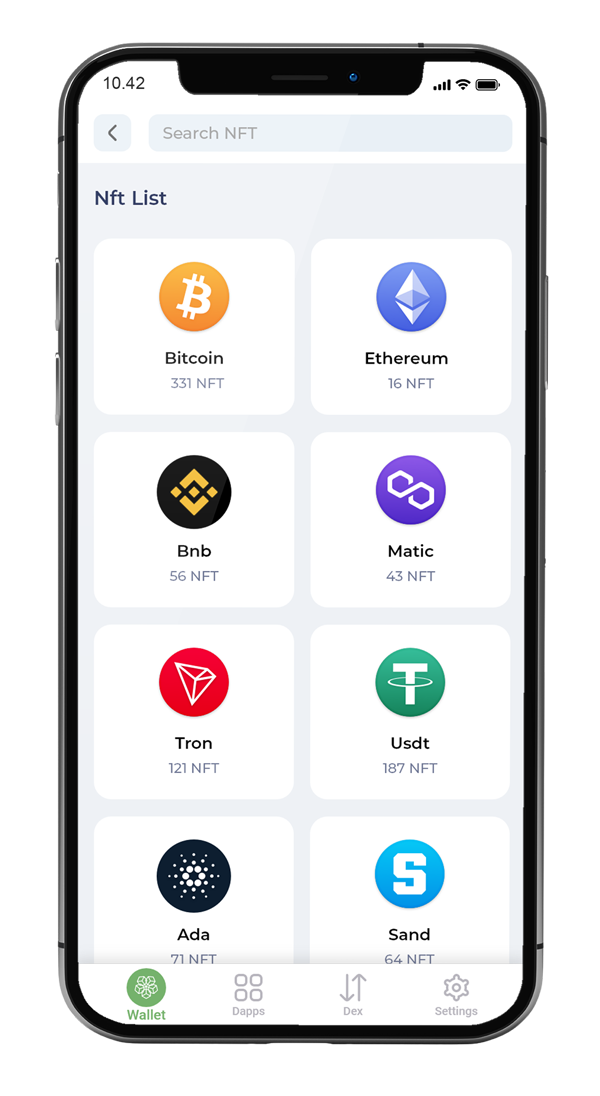 10.42
Search NFT
Nft List
Bitcoin
331 NFT
Ethereum
16 NFT
Bnb
56 NFT
Matic
43 NFT
Tron
121 NFT
Usdt
187 NFT
Ada
71 NFT
Sand
64 NFT
Wallet
Dapps
Dex
Settings